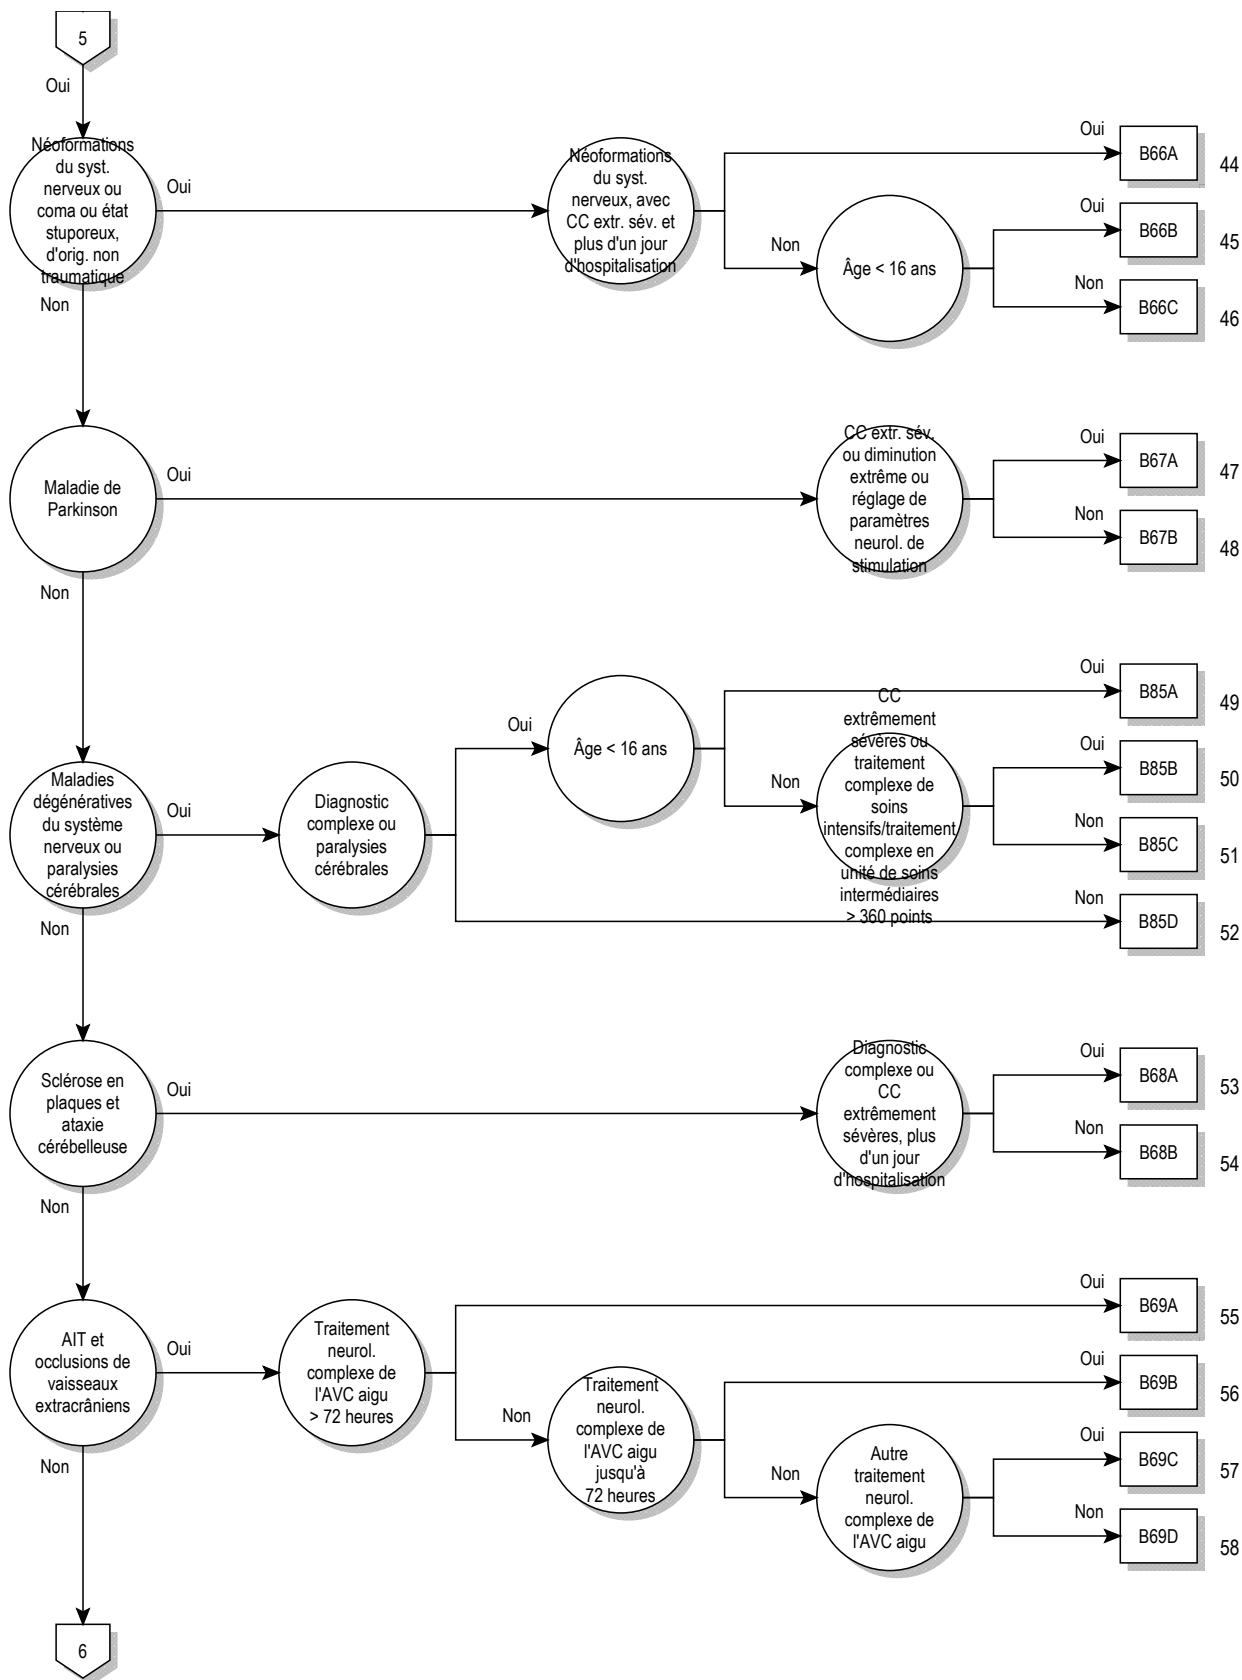 5
Oui
Néoformations
du syst.
nerveux ou
coma ou état
stuporeux,
d'orig. non
traumatique
Oui
Non
Néoformations
du syst.
nerveux, avec
CC extr. sév. et
plus d'un jour
d'hospitalisation
Non
Âge < 16 ans
Oui
B66A
44
Oui
B66B
45
Non
B66C
46
Maladie de
Parkinson
Oui
Non
CC extr. sév.
ou diminution
extrême ou
réglage de
paramètres
neurol. de
stimulation
Oui
B67A
47
Non
B67B
48
Maladies
dégénératives
du système
nerveux ou
paralysies
cérébrales
Oui
Non
Diagnostic
complexe ou
paralysies
cérébrales
Oui
Âge < 16 ans
Non
CC
extrêmement
sévères ou
traitement
complexe de
soins
intensifs/traitement
complexe en
unité de soins
intermédiaires
> 360 points
Oui
B85A
49
Oui
B85B
50
Non
B85C
51
Non
B85D
52
Sclérose en
plaques et
ataxie
cérébelleuse
Oui
Non
Diagnostic
complexe ou
CC
extrêmement
sévères, plus
d'un jour
d'hospitalisation
Oui
B68A
53
Non
B68B
54
AIT et
occlusions de
vaisseaux
extracrâniens
Oui
Non
Traitement
neurol.
complexe de
l'AVC aigu
> 72 heures
Non
Traitement
neurol.
complexe de
l'AVC aigu
jusqu'à
72 heures
Non
Autre
traitement
neurol.
complexe de
l'AVC aigu
Oui
B69A
55
Oui
B69B
56
Oui
B69C
57
Non
B69D
58
6